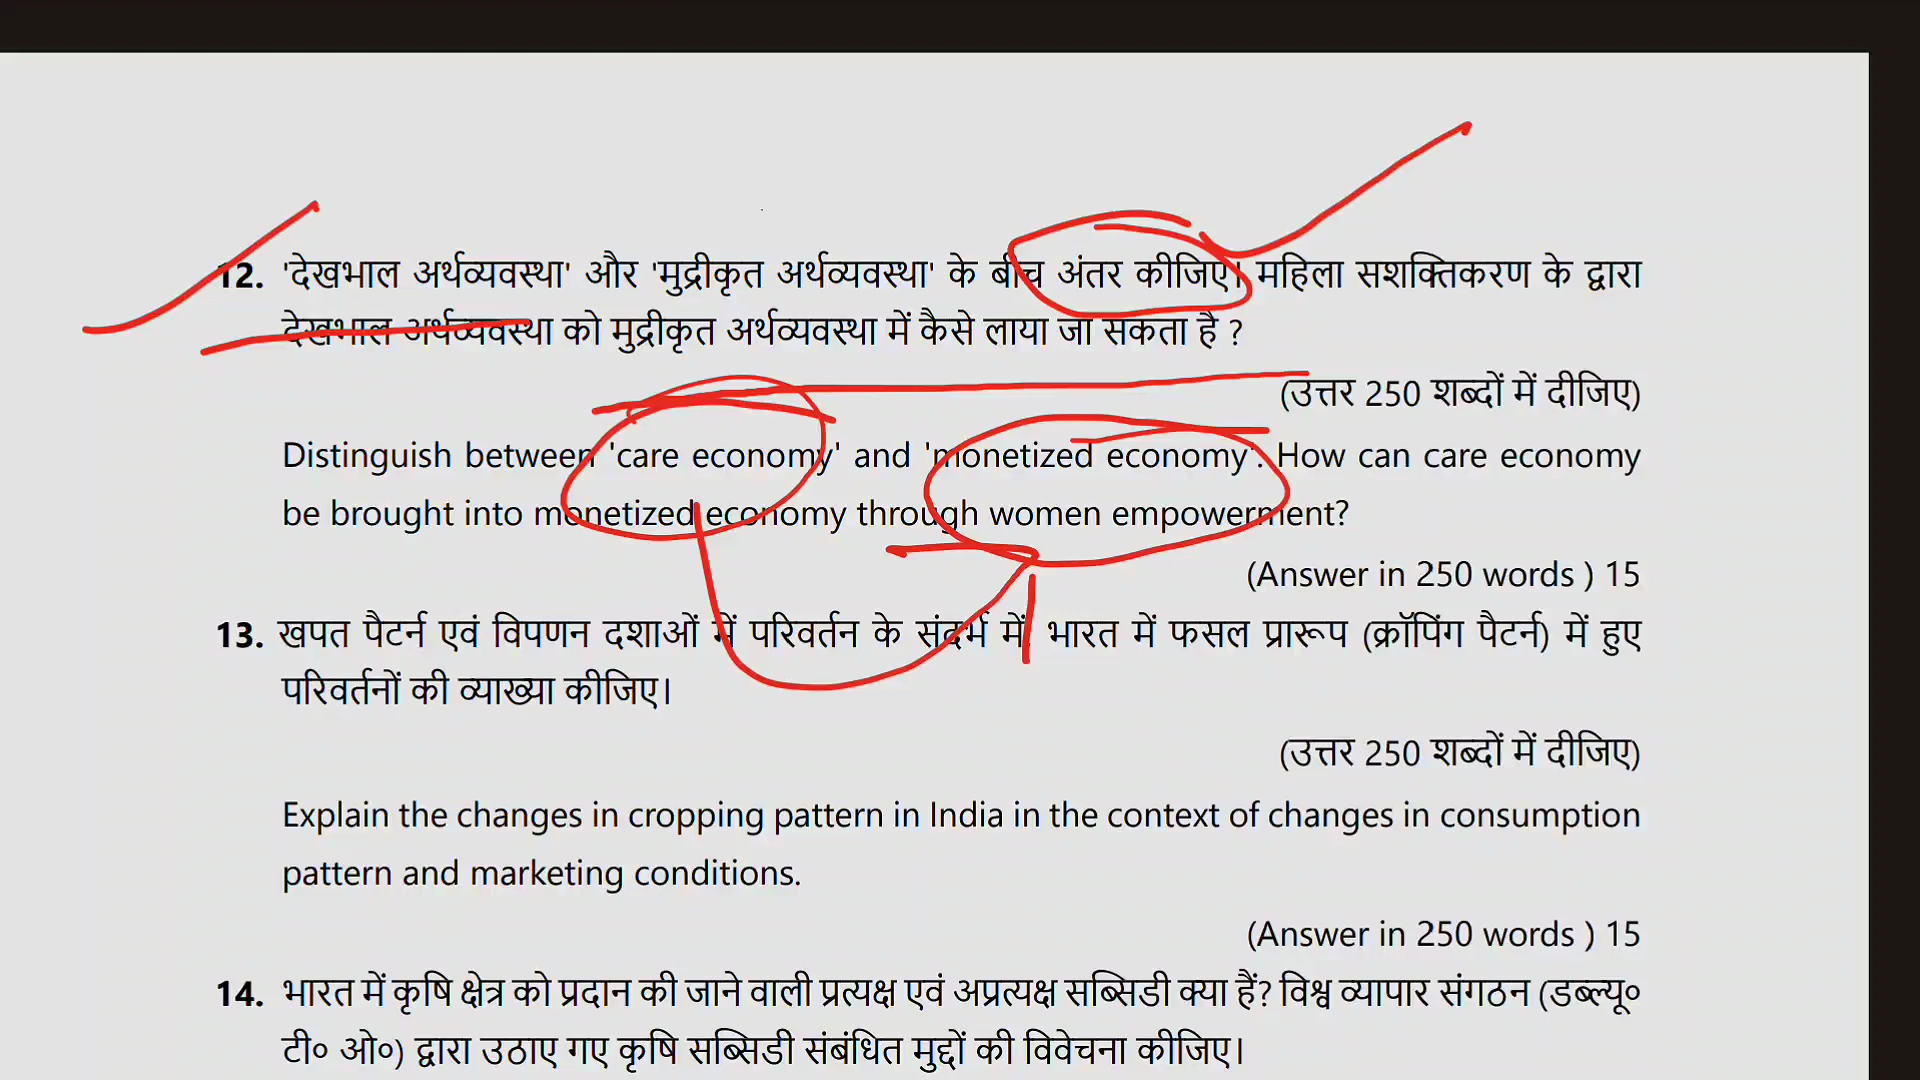 12. 'देखभाल अर्थव्यवस्था' और 'मुद्रीकृत अर्थव्यवस्था' के बीच अंतर कीजिए। महिला सशक्तिकरण के द्वारा
देखभाल अर्थव्यवस्था को मुद्रीकृत अर्थव्यवस्था में कैसे लाया जा सकता है ?
(उत्तर 250 शब्दों में दीजिए)
Distinguish between 'care economy' and 'monetized economy'. How can care economy
be brought into monetized economy through women empowerment?
(Answer in 250 words ) 15
13. खपत पैटर्न एवं विपणन दशाओं में परिवर्तन के संदर्भ में, भारत में फसल प्रारूप (क्रॉपिंग पैटर्न) में हुए
परिवर्तनों की व्याख्या कीजिए।
(उत्तर 250 शब्दों में दीजिए)
Explain the changes in cropping pattern in India in the context of changes in consumption
pattern and marketing conditions.
(Answer in 250 words ) 15
14. भारत में कृषि क्षेत्र को प्रदान की जाने वाली प्रत्यक्ष एवं अप्रत्यक्ष सब्सिडी क्या हैं? विश्व व्यापार संगठन (डब्ल्यू०
टी० ओ०) द्वारा उठाए गए कृषि सब्सिडी संबंधित मुद्दों की विवेचना कीजिए।